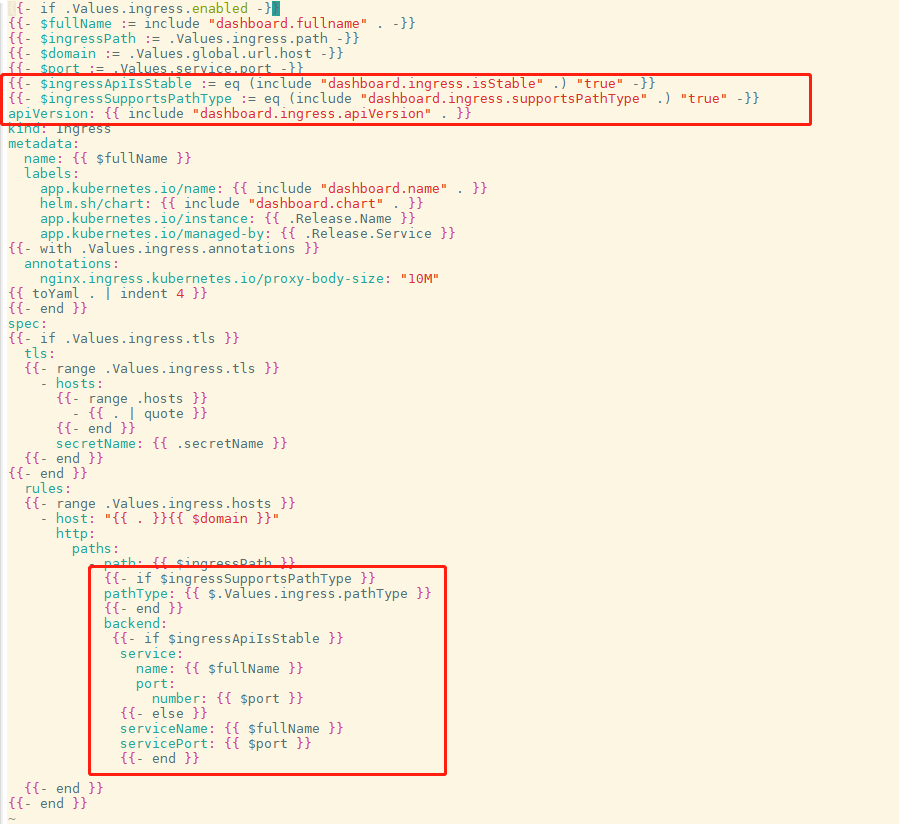 {{- if .Values.ingress.enabled -}}
{{- $fullName := include "dashboard.fullname" . -}}
{{- $ingressPath := .Values.ingress.path -}}
{{- $domain := .Values.global.url.host -}}
{{- $port := .Values.service.port -}}
{{- $ingressApiIsStable := eq (include "dashboard.ingress.isStable" .) "true" -}}
{{- $ingressSupportsPathType := eq (include "dashboard.ingress.supportsPathType" .) "true" -}}
apiVersion: {{ include "dashboard.ingress.apiVersion" . }}
kind: Ingress
metadata:
  name: {{ $fullName }}
  labels:
    app.kubernetes.io/name: {{ include "dashboard.name" . }}
    helm.sh/chart: {{ include "dashboard.chart" . }}
    app.kubernetes.io/instance: {{ .Release.Name }}
    app.kubernetes.io/managed-by: {{ .Release.Service }}
{{- with .Values.ingress.annotations }}
  annotations:
    nginx.ingress.kubernetes.io/proxy-body-size: "10M"
{{ toYaml . | indent 4 }}
{{- end }}
spec:
{{- if .Values.ingress.tls }}
  tls:
  {{- range .Values.ingress.tls }}
    - hosts:
      {{- range .hosts }}
        - {{ . | quote }}
      {{- end }}
      secretName: {{ .secretName }}
  {{- end }}
{{- end }}
  rules:
  {{- range .Values.ingress.hosts }}
    - host: "{{ . }}{{ $domain }}"
      http:
        paths:
          - path: {{ $ingressPath }}
            {{- if $ingressSupportsPathType }}
            pathType: {{ $.Values.ingress.pathType }}
            {{- end }}
            backend:
             {{- if $ingressApiIsStable }}
              service:
                name: {{ $fullName }}
                port:
                  number: {{ $port }}
              {{- else }}
              serviceName: {{ $fullName }}
              servicePort: {{ $port }}
              {{- end }}
  {{- end }}
{{- end }}
~